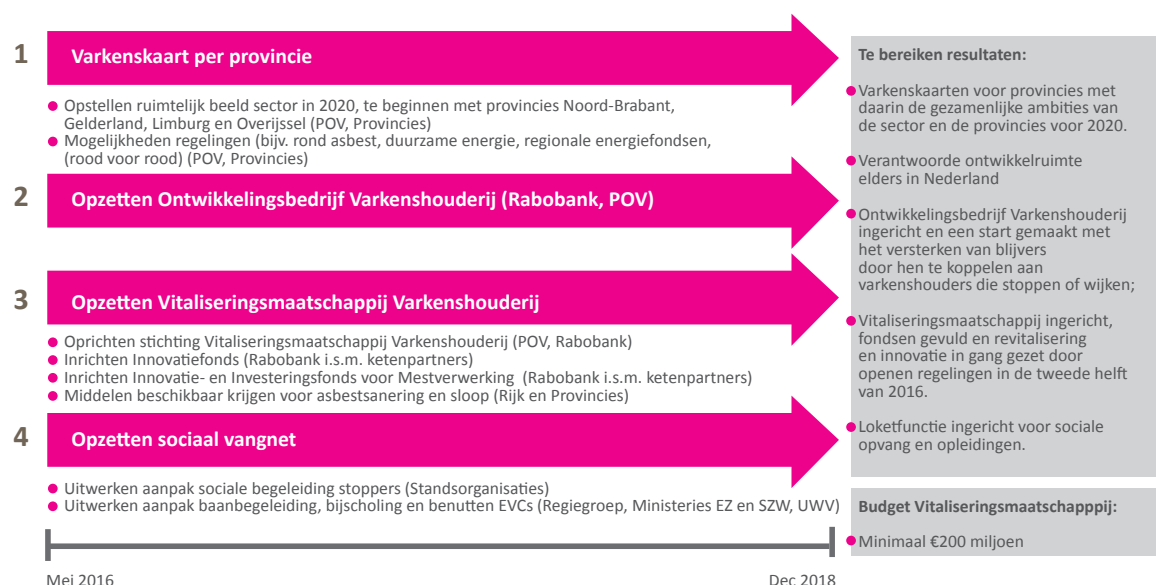 1
Varkenskaart per provincie
● Opstellen ruimtelijk beeld sector in 2020, te beginnen met provincies Noord-Brabant,
Gelderland, Limburg en Overijssel (POV, Provincies)
● Mogelijkheden regelingen (bijv. rond asbest, duurzame energie, regionale energiefondsen,
(rood voor rood) (POV, Provincies)
2
Opzetten Ontwikkelingsbedrijf Varkenshouderij (Rabobank, POV)
3
Opzetten Vitaliseringsmaatschappij Varkenshouderij
● Oprichten stichting Vitaliseringsmaatschappij Varkenshouderij (POV, Rabobank)
● Inrichten Innovatiefonds (Rabobank i.s.m. ketenpartners)
● Inrichten Innovatie- en Investeringsfonds voor Mestverwerking (Rabobank i.s.m. ketenpartners)
● Middelen beschikbaar krijgen voor asbestsanering en sloop (Rijk en Provincies)
4
Opzetten sociaal vangnet
● Uitwerken aanpak sociale begeleiding stoppers (Standsorganisaties)
● Uitwerken aanpak baanbegeleiding, bijscholing en benutten EVCs (Regiegroep, Ministeries EZ en SZW, UWV)
Mei 2016
Dec 2018
Te bereiken resultaten:
● Varkenskaarten voor provincies met
daarin de gezamenlijke ambities van
de sector en de provincies voor 2020.
● Verantwoorde ontwikkelruimte
elders in Nederland
● Ontwikkelingsbedrijf Varkenshouderij
ingericht en een start gemaakt met
het versterken van blijvers
door hen te koppelen aan
varkenshouders die stoppen of wijken;
● Vitaliseringsmaatschappij ingericht,
fondsen gevuld en revitalisering
en innovatie in gang gezet door
openen regelingen in de tweede helft
van 2016.
● Loketfunctie ingericht voor sociale
opvang en opleidingen.
Budget Vitaliseringsmaatschapppij:
● Minimaal €200 miljoen